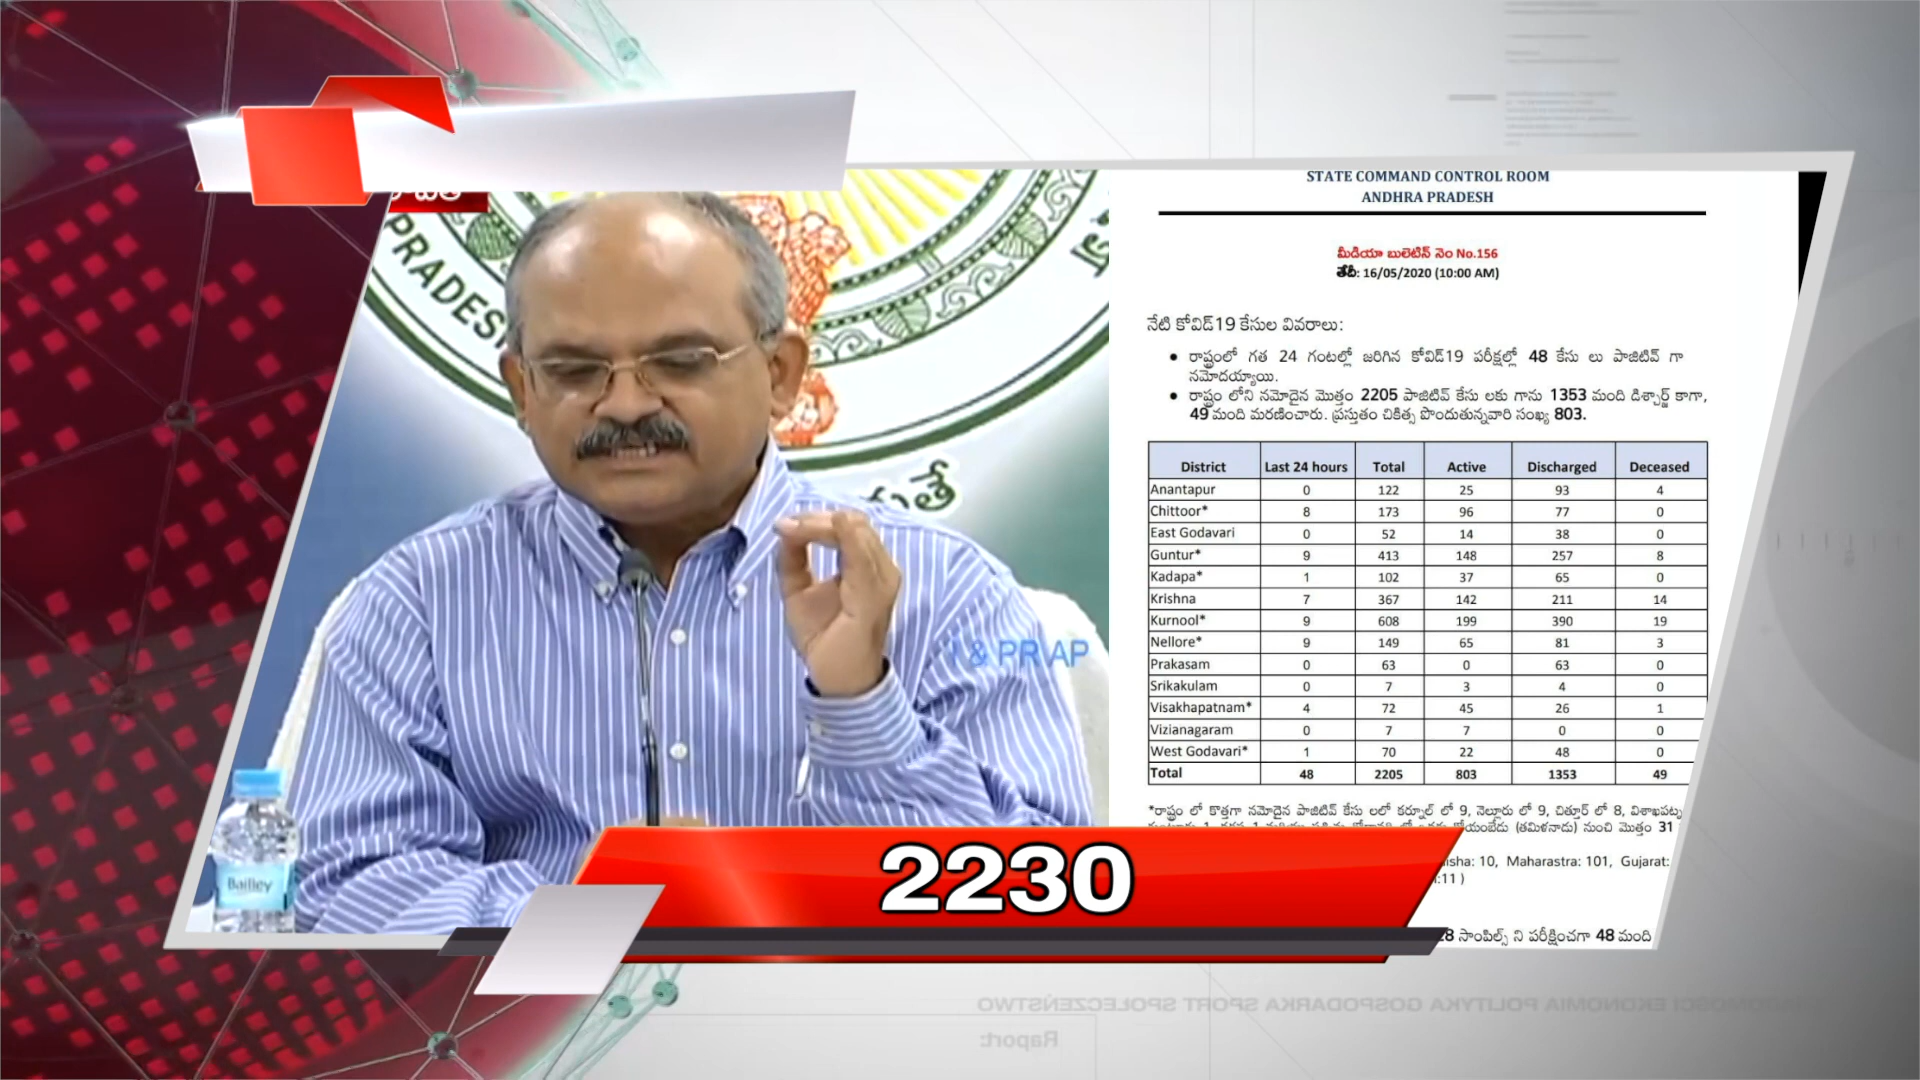 PRADESH
I & PR AP
Bailley
STATE COMMAND CONTROL ROOM
ANDHRA PRADESH
మీడియా బులెటిన్ నెం No.156
తేదీ: 16/05/2020 (10:00 AM)
నేటి కోవిడ్19 కేసుల వివరాలు:
• రాష్ట్రంలో గత 24 గంటల్లో జరిగిన కోవిడ్19 పరీక్షల్లో 48 కేసు లు పాజిటివ్ గా
నమోదయ్యాయి.
• రాష్ట్రం లోని నమోదైన మొత్తం 2205 పాజిటివ్ కేసు లకు గాను 1353 మంది డిశ్చార్జ్ కాగా,
49 మంది మరణించారు. ప్రస్తుతం చికిత్స పొందుతున్నవారి సంఖ్య 803.
District Last 24 hours Total Active Discharged Deceased
Anantapur 0 122 25 93 4
Chittoor* 8 173 96 77 0
East Godavari 0 52 14 38 0
Guntur* 9 413 148 257 8
Kadapa* 1 102 37 65 0
Krishna 7 367 142 211 14
Kurnool* 9 608 199 390 19
Nellore* 9 149 65 81 3
Prakasam 0 63 0 63 0
Srikakulam 0 7 3 4 0
Visakhapatnam* 4 72 45 26 1
Vizianagaram 0 7 7 0 0
West Godavari* 1 70 22 48 0
Total 48 2205 803 1353 49
*రాష్ట్రం లో కొత్తగా నమోదైన పాజిటివ్ కేసు లలో కర్నూల్ లో 9, నెల్లూరు లో 9, చిత్తూర్ లో 8,
(తమిళనాడు) నుంచి మొత్తం 31
10, Maharastra: 101, Gujarat:
:11 )
సాంపిల్స్ ని పరీక్షించగా 48 మంది
2230